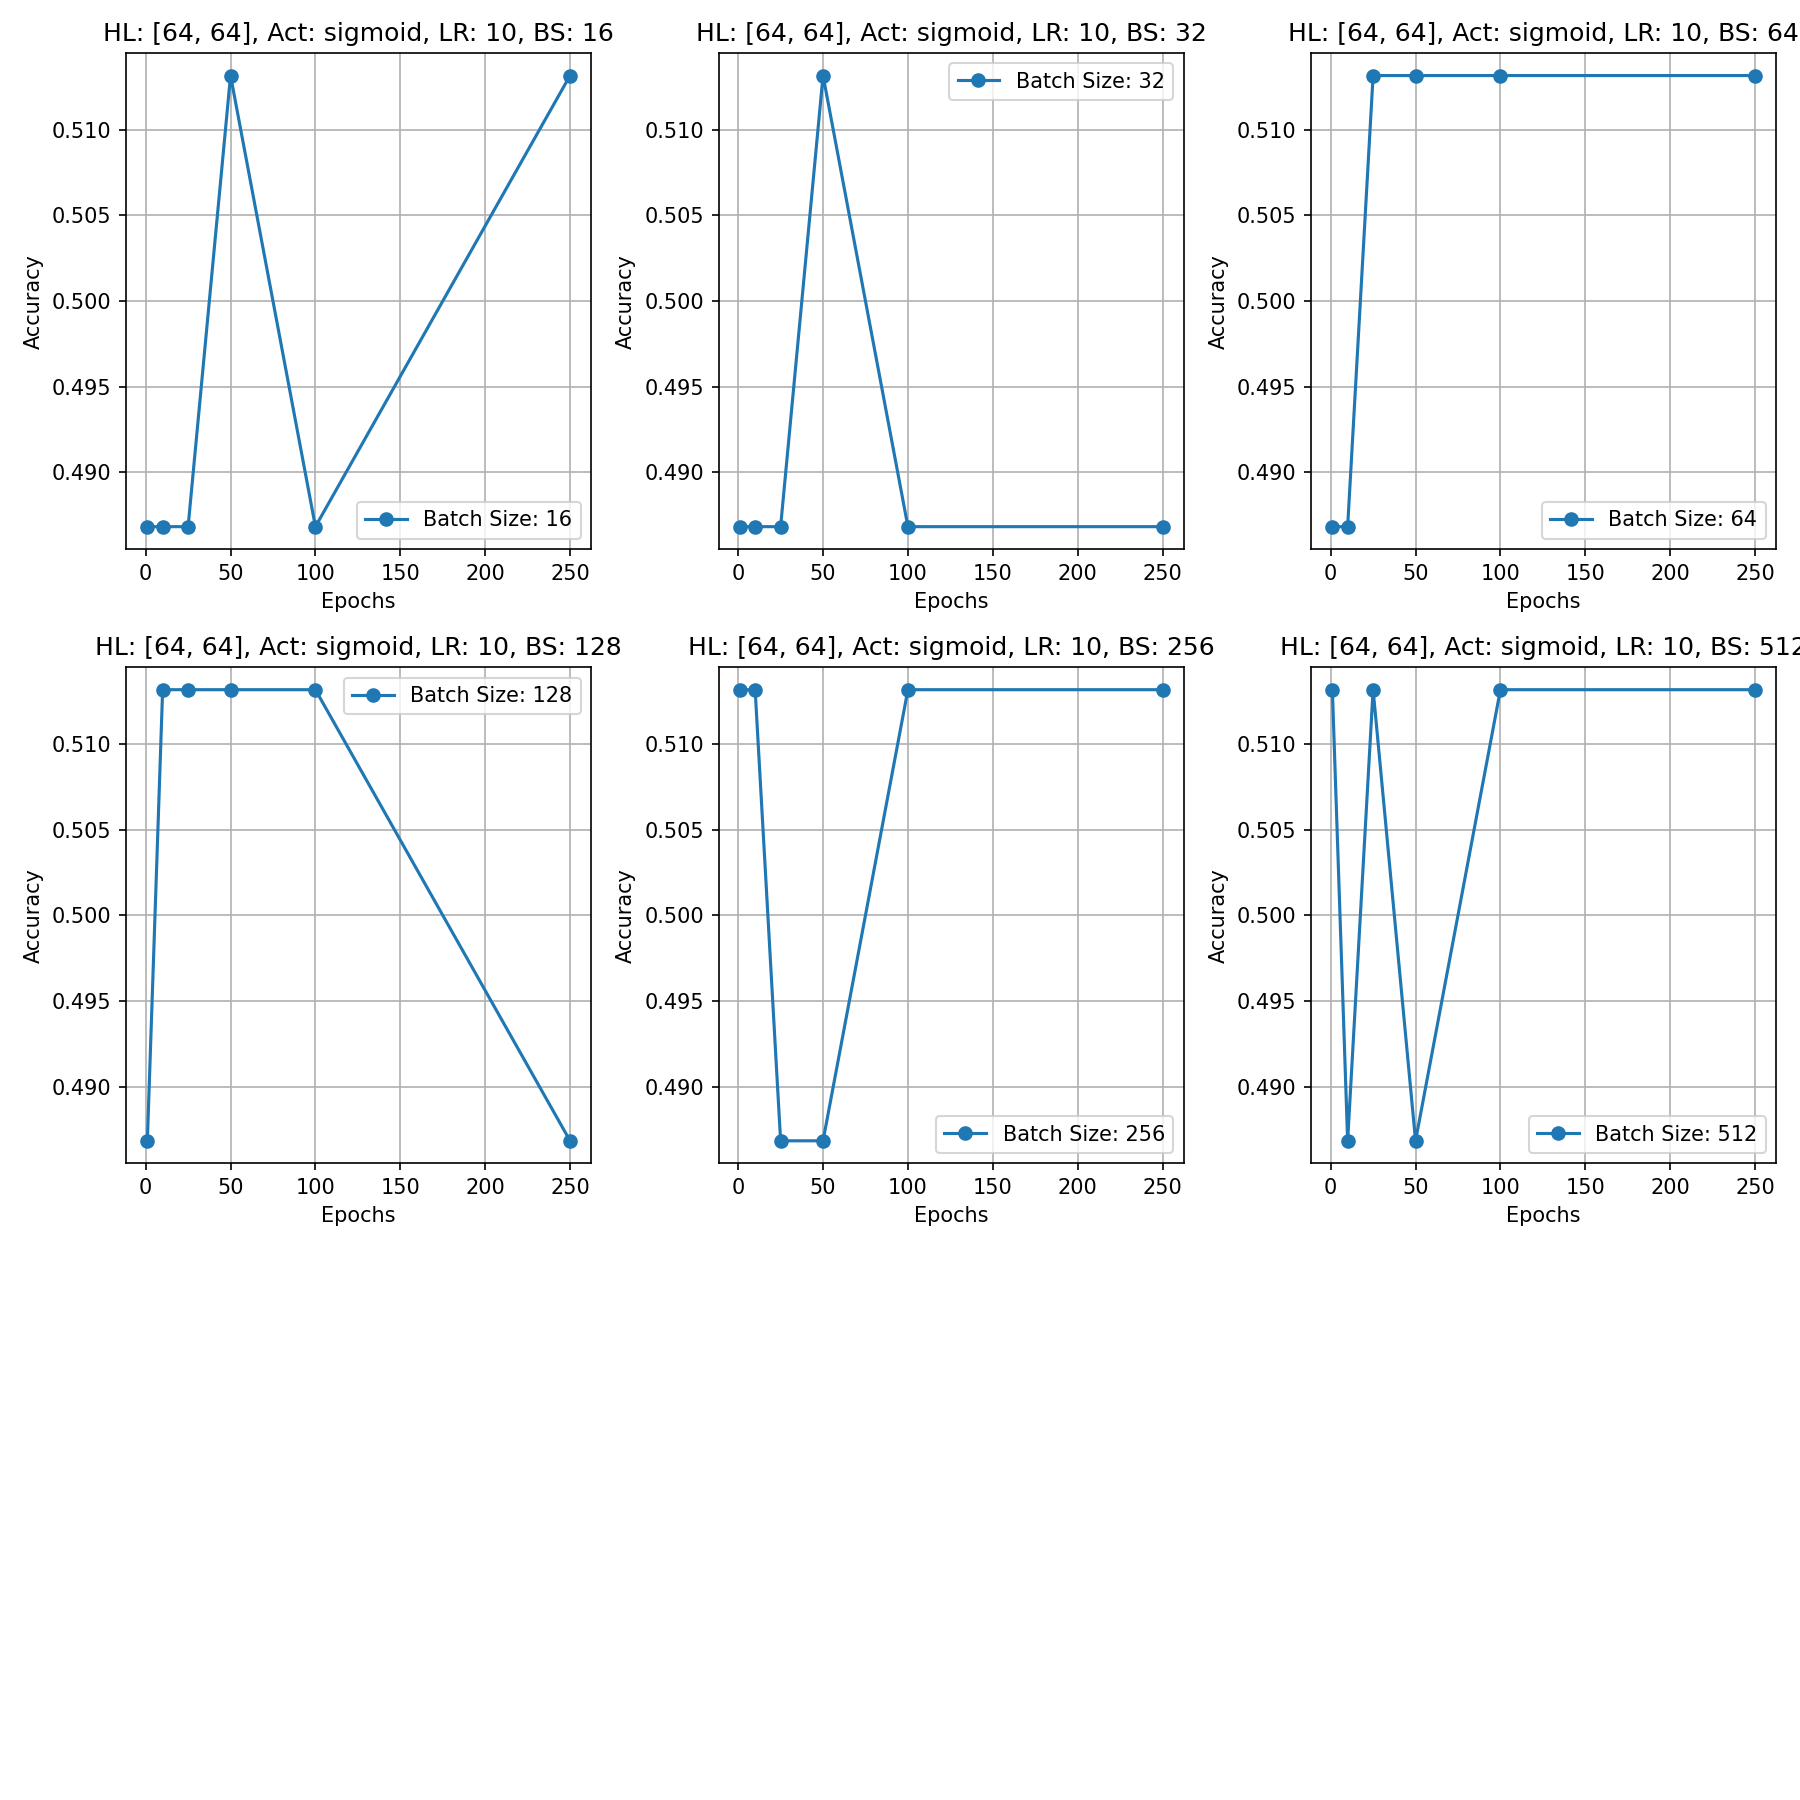 HL: [64, 64], Act: sigmoid, LR: 10, BS: 16
0.510
0.505
0.500
0.495
0.490
Accuracy
Batch Size: 16
0 50 100 150 200 250
Epochs
HL: [64, 64], Act: sigmoid, LR: 10, BS: 32
Batch Size: 32
0.510
0.505
0.500
0.495
0.490
Accuracy
0 50 100 150 200 250
Epochs
HL: [64, 64], Act: sigmoid, LR: 10, BS: 64
0.510
0.505
0.500
0.495
0.490
Accuracy
Batch Size: 64
0 50 100 150 200 250
Epochs
HL: [64, 64], Act: sigmoid, LR: 10, BS: 128
Batch Size: 128
0.510
0.505
0.500
0.495
0.490
Accuracy
0 50 100 150 200 250
Epochs
HL: [64, 64], Act: sigmoid, LR: 10, BS: 256
0.510
0.505
0.500
0.495
0.490
Accuracy
Batch Size: 256
0 50 100 150 200 250
Epochs
HL: [64, 64], Act: sigmoid, LR: 10, BS: 512
0.510
0.505
0.500
0.495
0.490
Accuracy
Batch Size: 512
0 50 100 150 200 250
Epochs